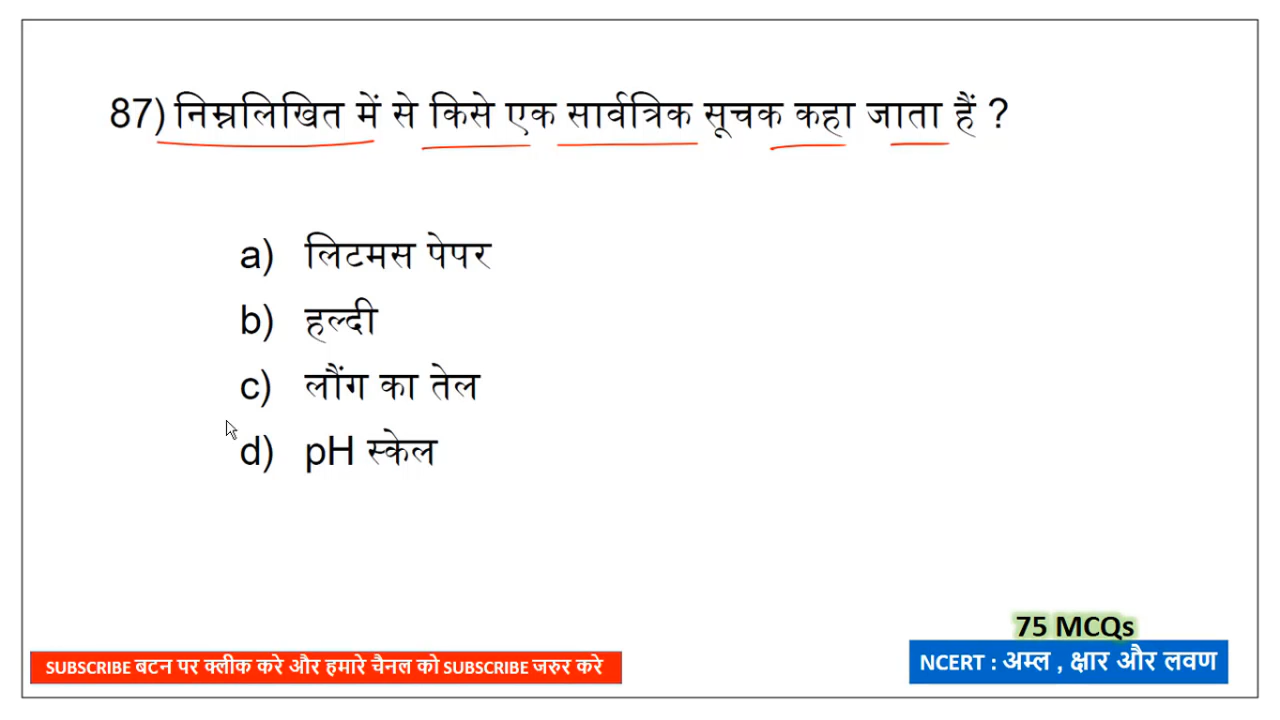 87) निम्नलिखित में से किसे एक सार्वत्रिक सूचक कहा जाता हैं ?
a) लिटमस पेपर
b) हल्दी
c) लौंग का तेल
d) pH स्केल
75 MCQs
SUBSCRIBE बटन पर क्लीक करे और हमारे चैनल को SUBSCRIBE जरुर करे
NCERT : अम्ल , क्षार और लवण